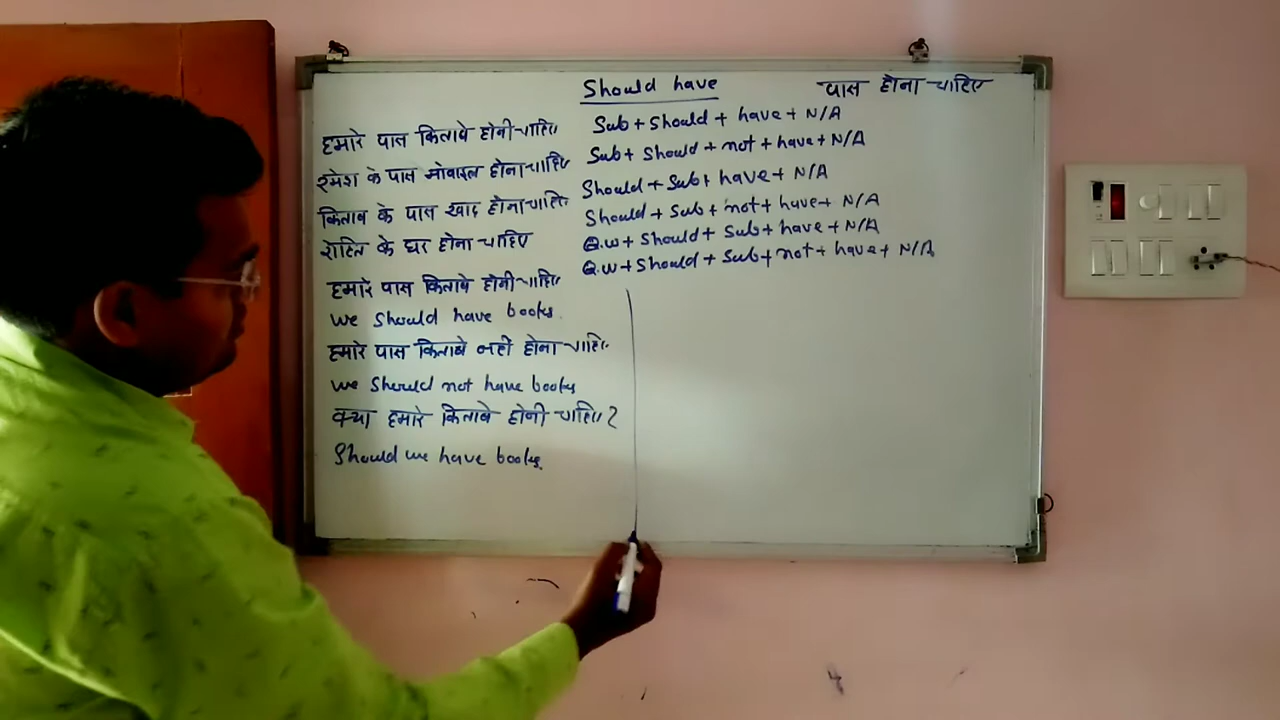 Should have
पास होना चाहिए
Sub + Should + have + N/A
Sub + Should + not + have + N/A
Should + Sub + have + N/A
Should + Sub + not + have + N/A
Q.w + Should + Sub + have + N/A
Q.w + Should + Sub + not + have + N/A
हमारे पास किताबे होनी चाहिए
रमेश के पास मोबाइल होना चाहिए
किताब के पास खाद होना चाहिए
के घर होना चाहिए
हमारे पास किताबे होनी चाहिए
we should have books.
हमारे पास किताबे नहीं होना चाहिए
we should not have books
क्या हमारे किताबे होनी चाहिए?
Should we have books.